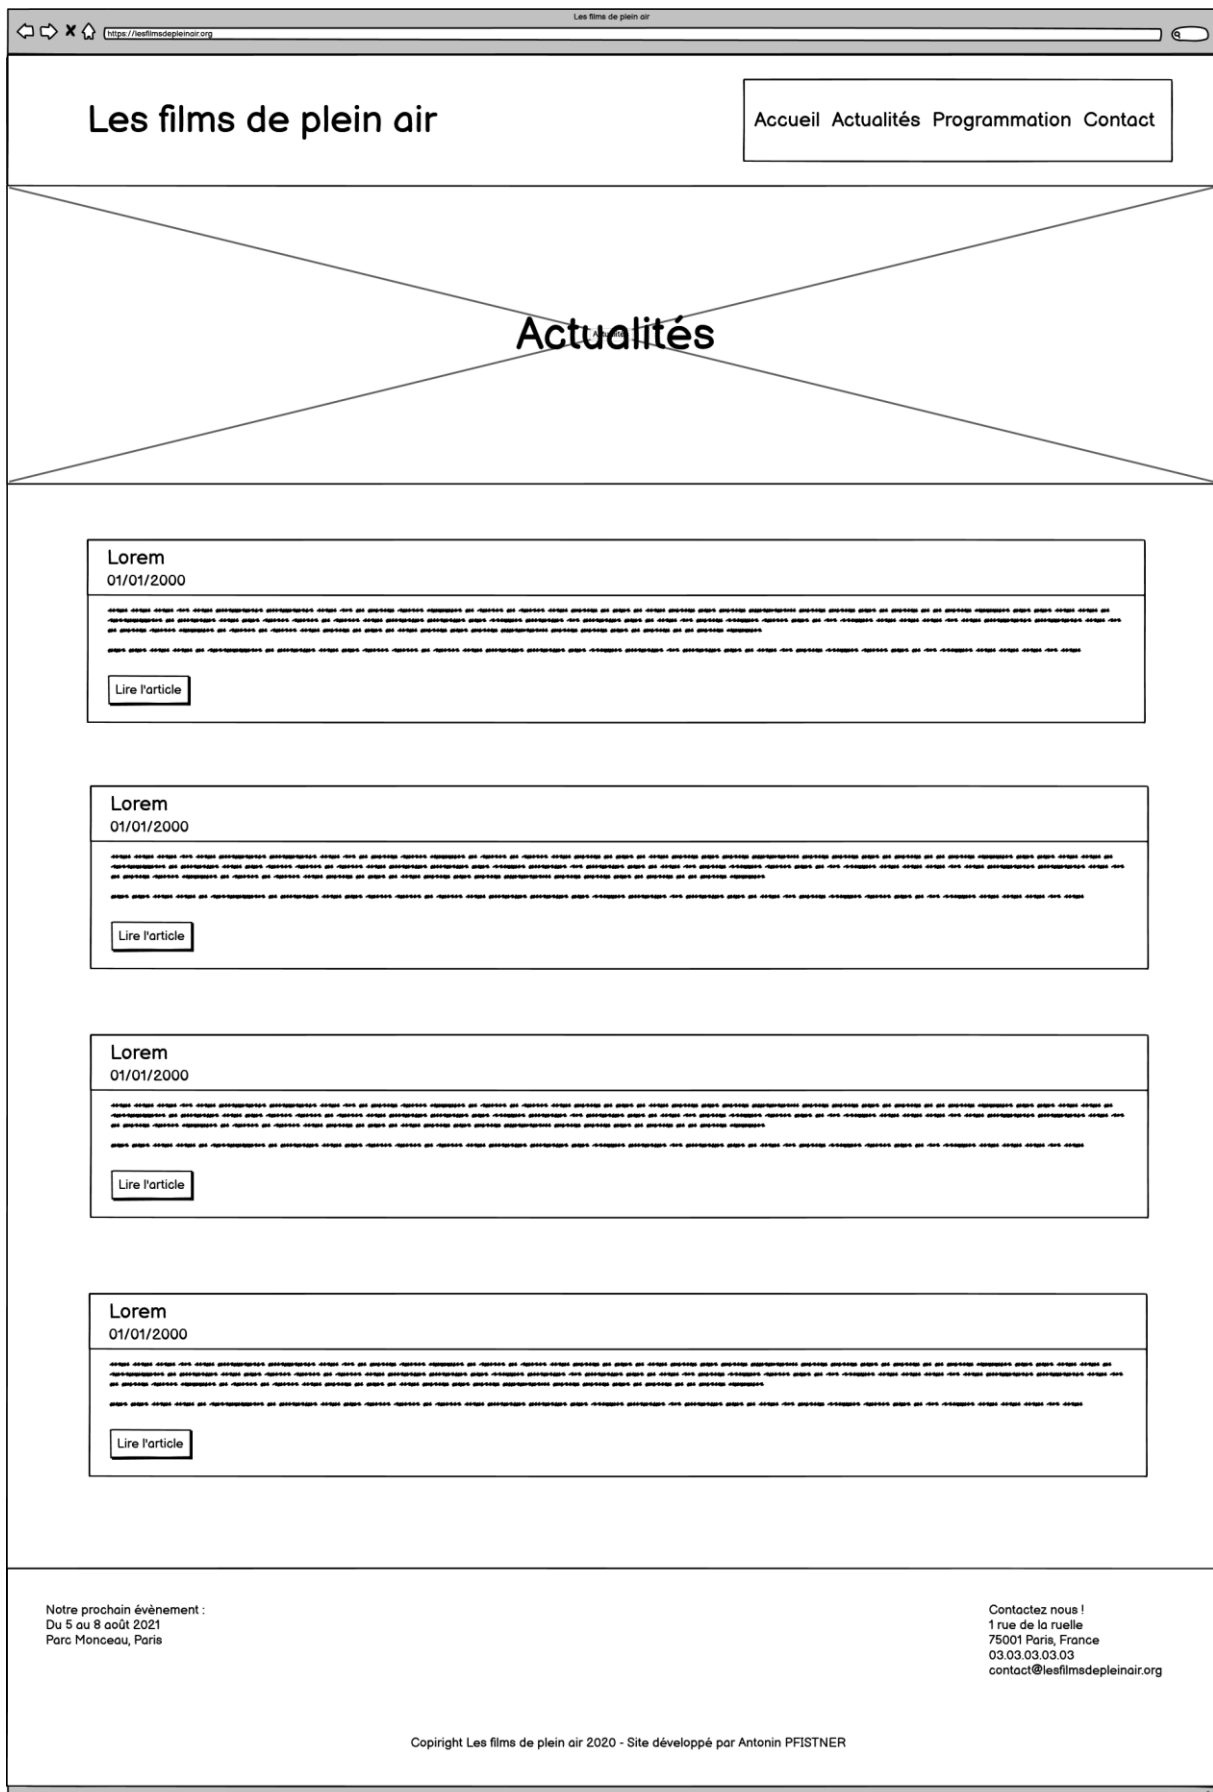 Les films de plein air
https://lesfilmsdepleinair.org
Les films de plein air
Accueil Actualités Programmation Contact
Actualités
Lorem
01/01/2000
Lire l'article
Lorem
01/01/2000
Lire l'article
Lorem
01/01/2000
Lire l'article
Lorem
01/01/2000
Lire l'article
Notre prochain évènement :
Du 5 au 8 août 2021
Parc Monceau, Paris
Contactez nous !
1 rue de la ruelle
75001 Paris, France
03.03.03.03.03
contact@lesfilmsdepleinair.org
Copiright Les films de plein air 2020 - Site développé par Antonin PFISTNER